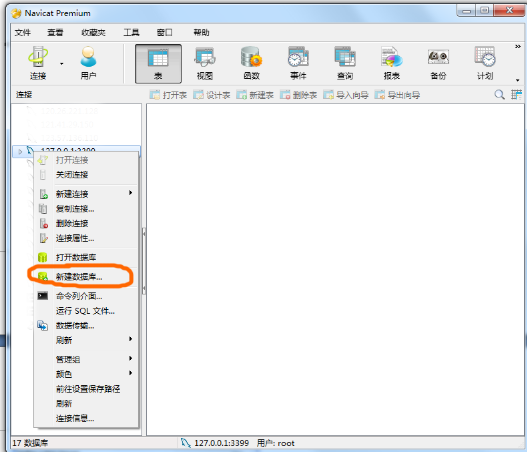 Navicat Premium
文件 查看 收藏夹 工具 窗口 帮助
连接 用户 表 视图 函数 事件 查询 报表 备份 计划
连接 打开表 设计表 新建表 删除表 导入向导 导出向导
127.0.0.1:3399
打开连接
关闭连接
新建连接
复制连接...
删除连接
连接属性...
打开数据库
新建数据库...
命令列介面...
运行 SQL 文件...
数据传输...
刷新
管理组
颜色
前往设置保存路径
刷新
连接信息...
17 数据库 127.0.0.1:3399 用户: root